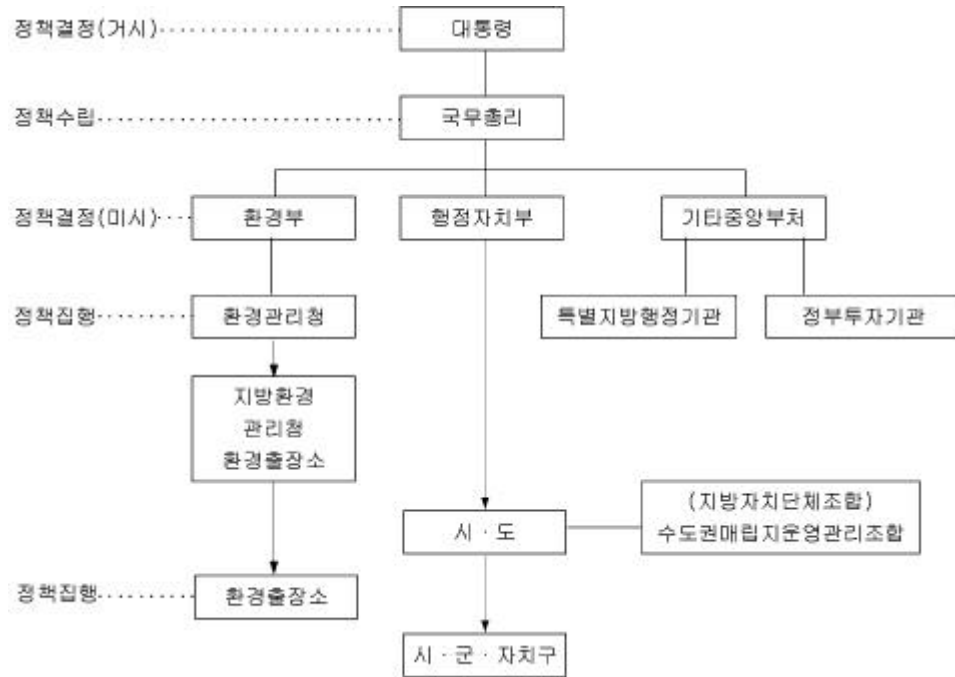 정책결정(거시) 대통령
정책수립 국무총리
정책결정(미시) 환경부 행정자치부 기타중앙부처
정책집행 환경관리청 특별지방행정기관 정부투자기관
지방환경
관리청
환경출장소
시 · 도
(지방자치단체조합)
수도권매립지운영관리조합
정책집행 환경출장소
시 · 군 · 자치구